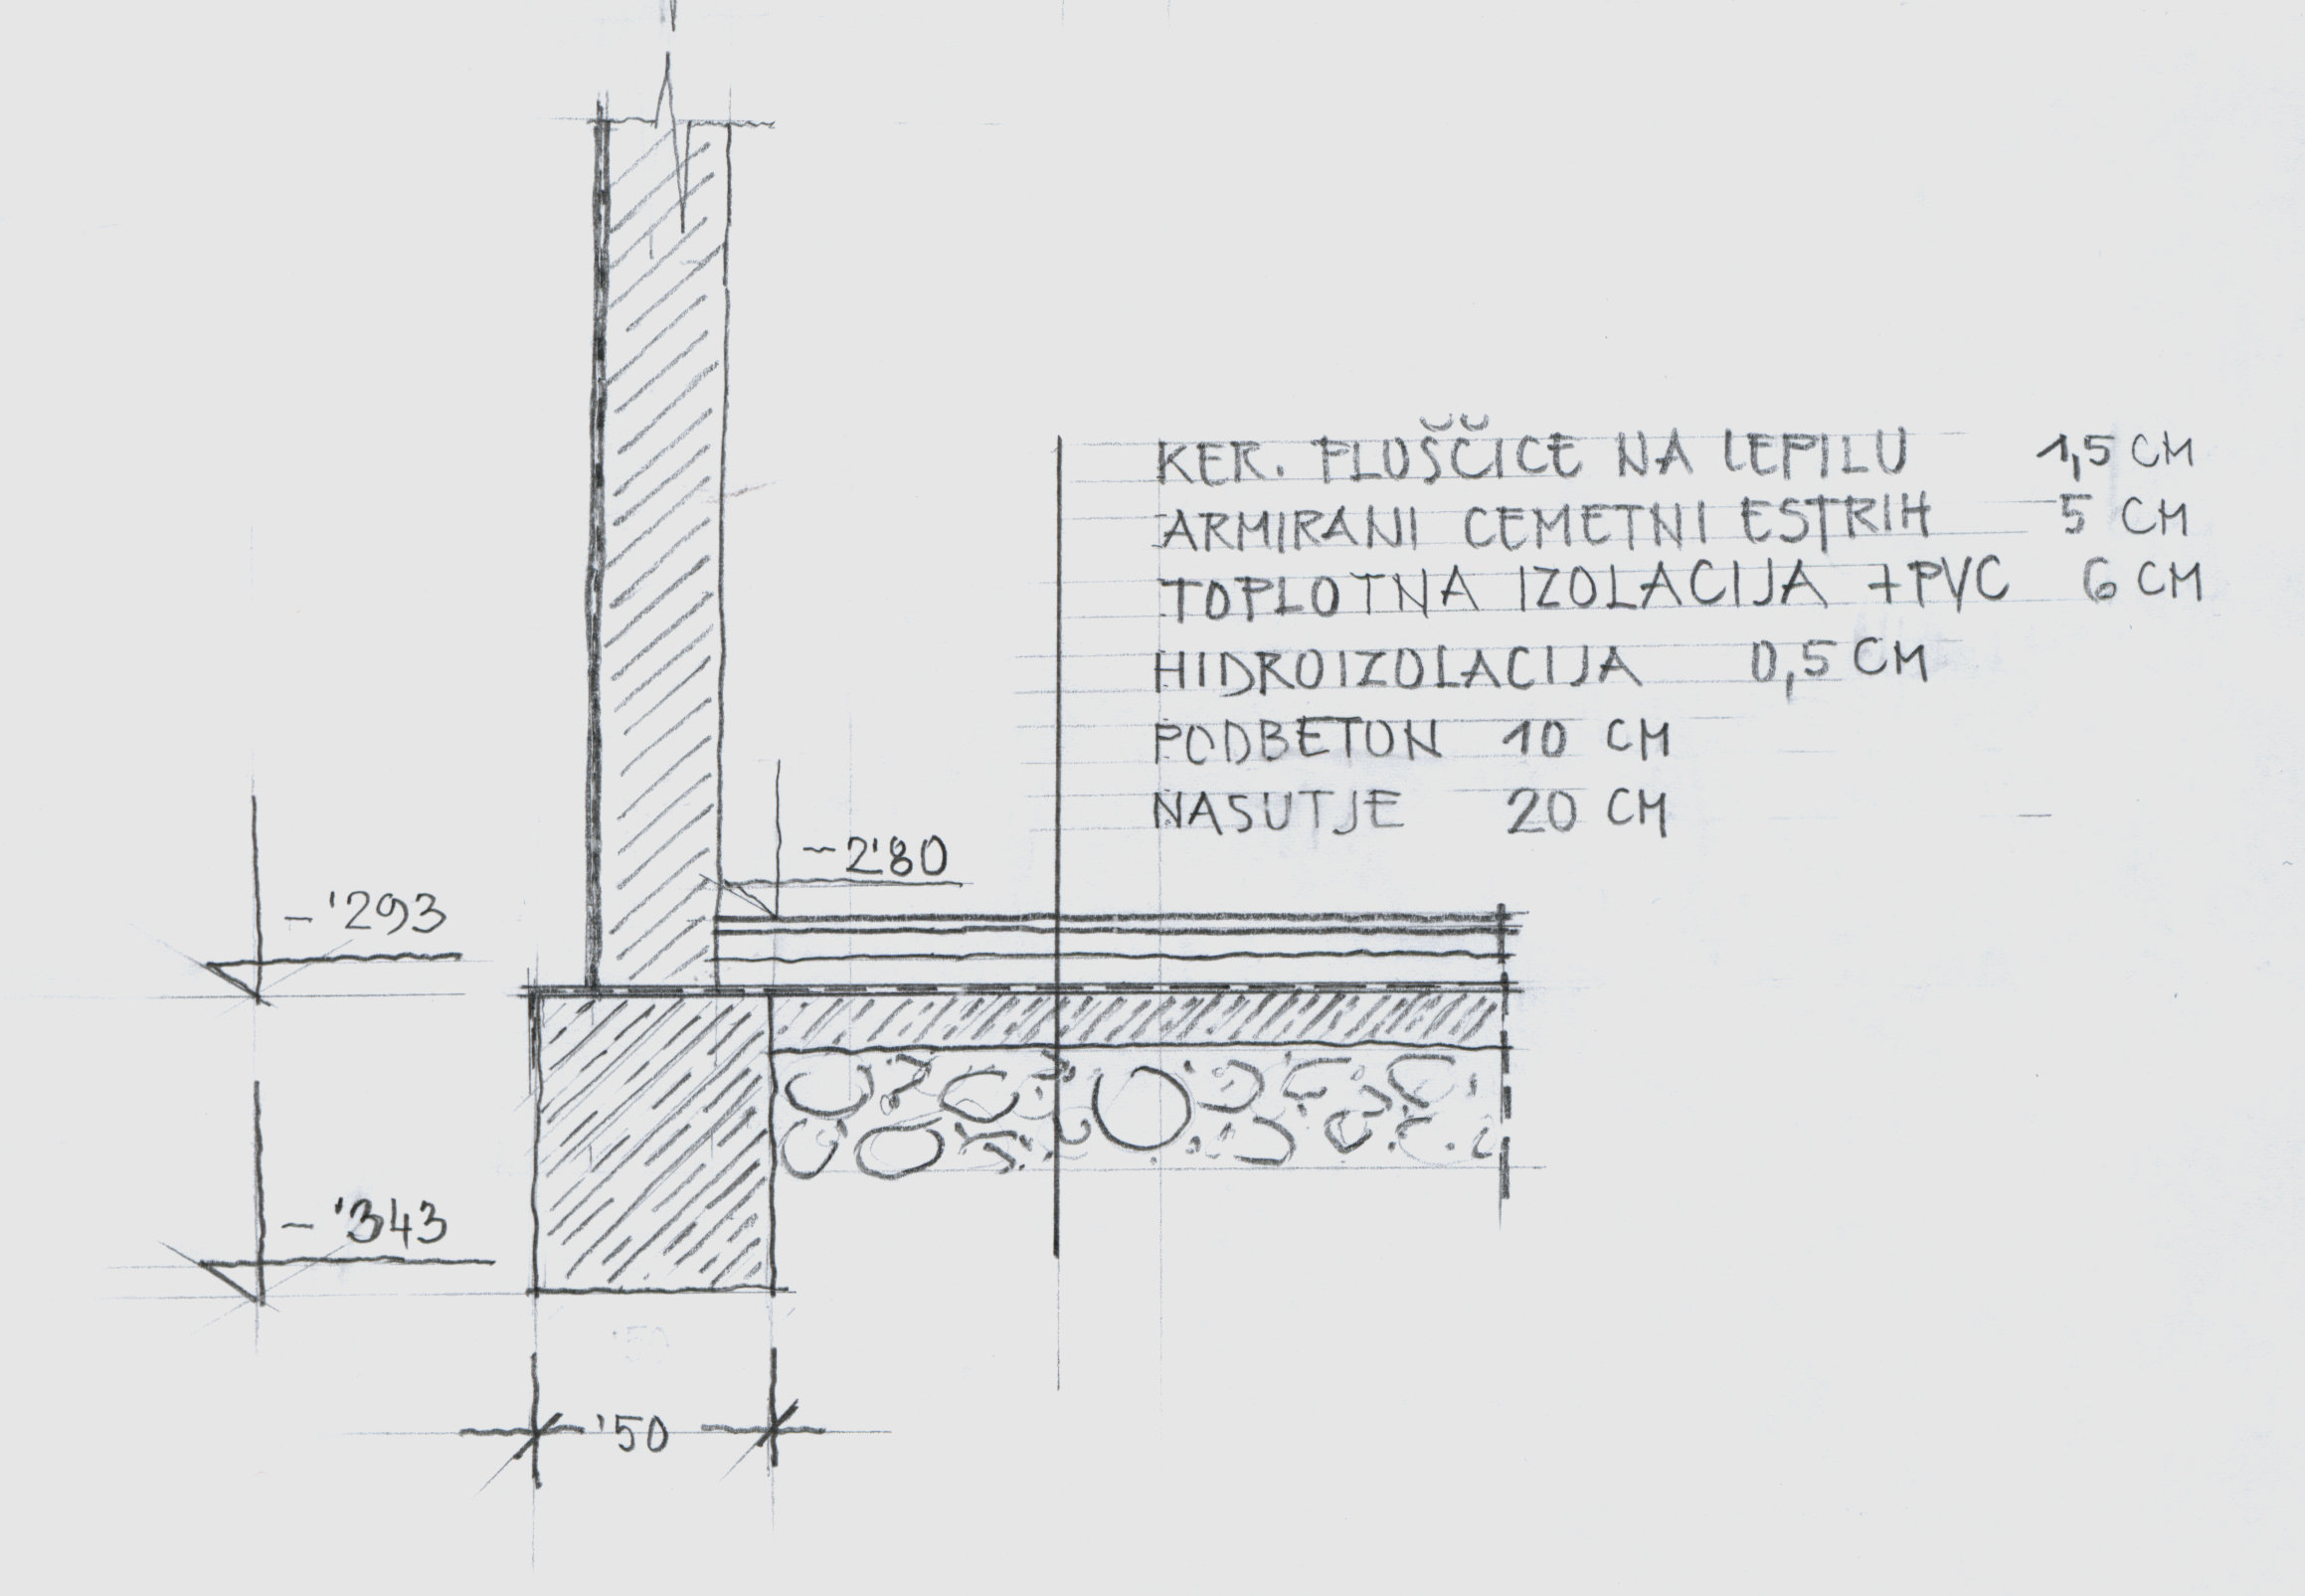 KER. PLOŠČICE NA LEPILU 1,5 CM
ARMIRANI CEMETNI ESTRIH 5 CM
TOPLOTNA IZOLACIJA +PVC 6 CM
HIDROIZOLACIJA 0,5 CM
PODBETON 10 CM
NASUTJE 20 CM
-2'80
-'293
-'343
'50